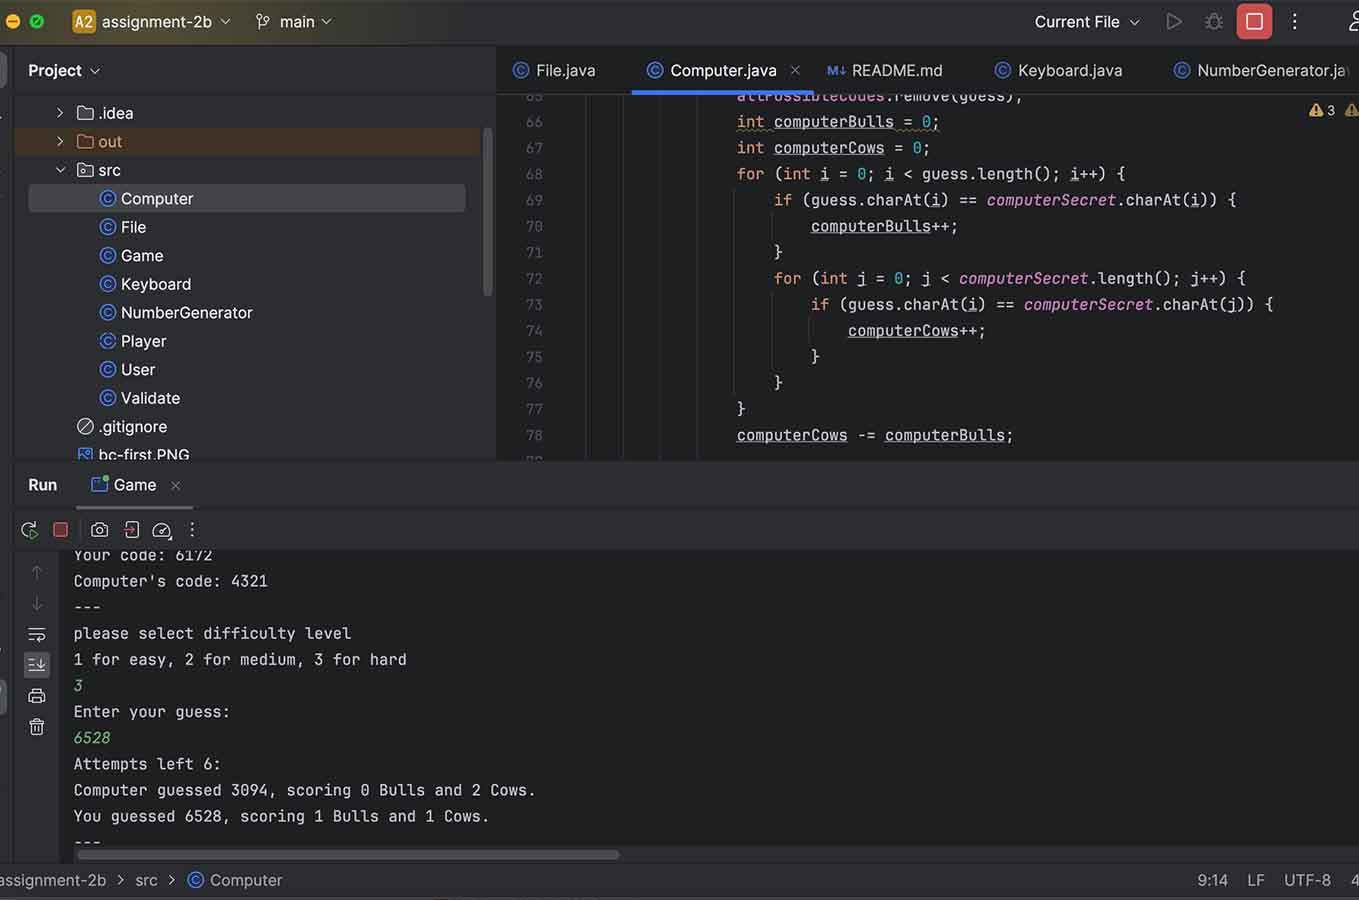 A2 assignment-2b main Current File
Project
.idea
out
src
Computer
File
Game
Keyboard
NumberGenerator
Player
User
Validate
.gitignore
bc-first.PNG
File.java Computer.java README.md Keyboard.java NumberGenerator.ja
65 allPossibleCodes.remove(guess);
66 int computerBulls = 0; 3
67 int computerCows = 0;
68 for (int i = 0; i < guess.length(); i++) {
69 if (guess.charAt(i) == computerSecret.charAt(i)) {
70 computerBulls++;
71 }
72 for (int j = 0; j < computerSecret.length(); j++) {
73 if (guess.charAt(i) == computerSecret.charAt(j)) {
74 computerCows++;
75 }
76 }
77 }
78 computerCows -= computerBulls;
Run Game
Your code: 6172
Computer's code: 4321
---
please select difficulty level
1 for easy, 2 for medium, 3 for hard
3
Enter your guess:
6528
Attempts left 6:
Computer guessed 3094, scoring 0 Bulls and 2 Cows.
You guessed 6528, scoring 1 Bulls and 1 Cows.
---
assignment-2b > src > Computer 9:14 LF UTF-8 4